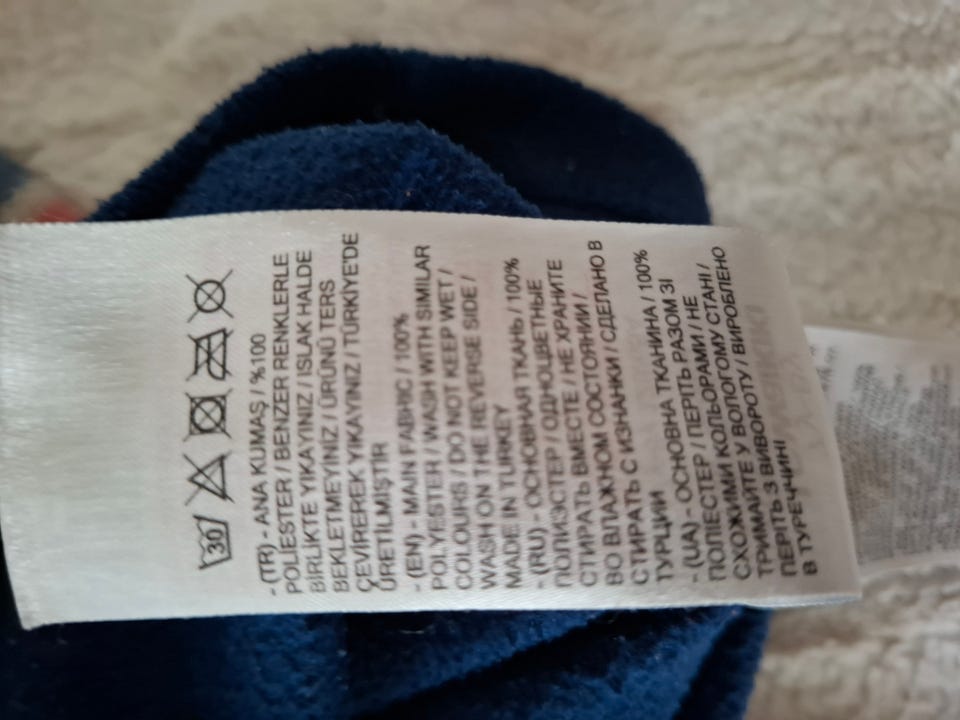 30
-(TR)- ANA KUMAŞ / %100
POLİESTER / BENZER RENKLERLE
BİRLİKTE YIKAYINIZ / ISLAK HALDE
BEKLETMEYİNİZ / ÜRÜNÜ TERS
ÇEVİREREK YIKAYINIZ / TÜRKİYE'DE
ÜRETİLMİŞTİR
-(EN)- MAIN FABRIC / 100%
POLYESTER / WASH WITH SIMILAR
COLOURS / DO NOT KEEP WET /
WASH ON THE REVERSE SIDE /
MADE IN TURKEY
- (RU)- ОСНОВНАЯ ТКАНЬ / 100%
ПОЛИЭСТЕР / ОДНОЦВЕТНЫЕ
СТИРАТЬ ВМЕСТЕ / НЕ ХРАНИТЕ
ВО ВЛАЖНОМ СОСТОЯНИИ /
СТИРАТЬ С ИЗНАНКИ / СДЕЛАНО В
ТУРЦИИ
- (UA)- ОСНОВНА ТКАНИНА / 100%
ПОЛІЕСТЕР / ПЕРІТЬ РАЗОМ ЗІ
СХОЖИМИ КОЛЬОРАМИ / НЕ
ТРИМАЙТЕ У ВОЛОГОМУ СТАНІ /
ПЕРІТЬ З ВИВОРОТУ / ВИРОБЛЕНО
В ТУРЕЧЧИНІ